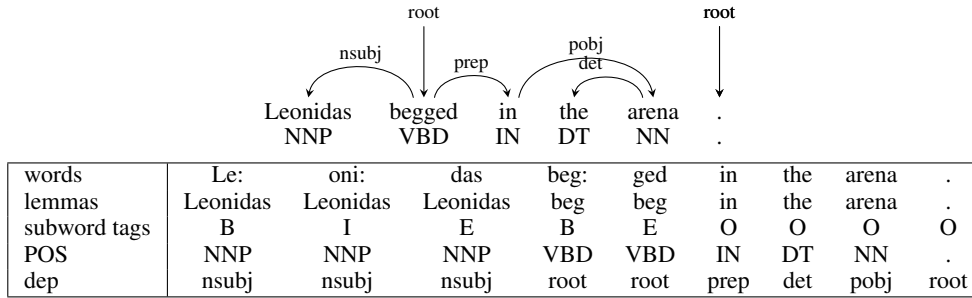 root root
nsubj prep pobj
det
Leonidas begged in the arena .
NNP VBD IN DT NN .
words Le: oni: das beg: ged in the arena .
lemmas Leonidas Leonidas Leonidas beg beg in the arena .
subword tags B I E B E O O O O
POS NNP NNP NNP VBD VBD IN DT NN .
dep nsubj nsubj nsubj root root prep det pobj root